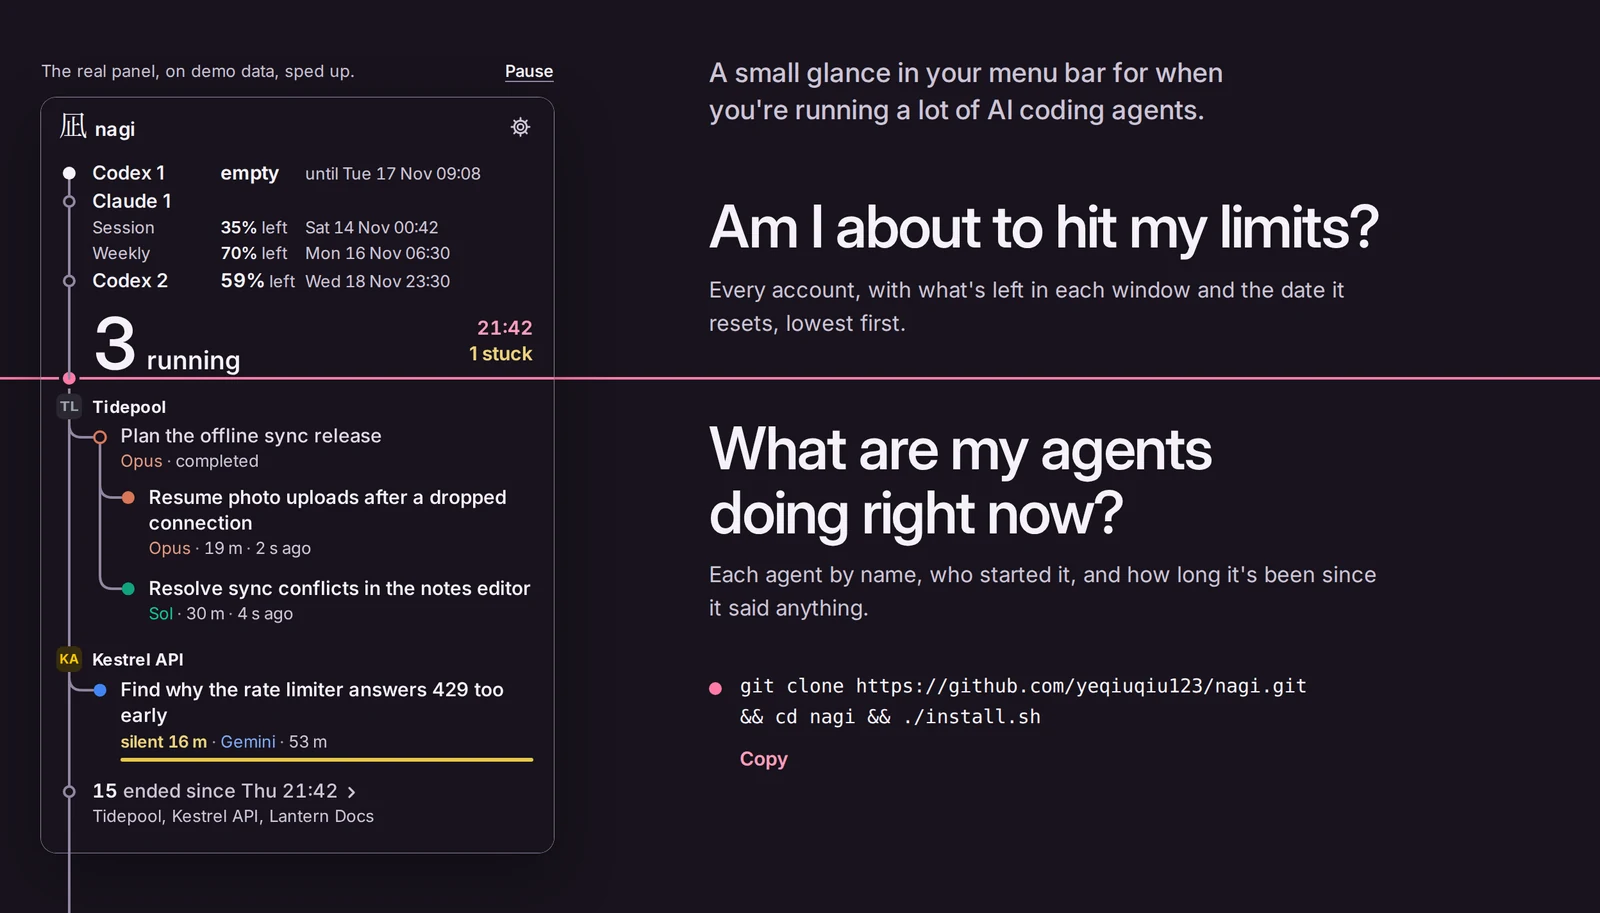 The real panel, on demo data, sped up.
Pause
凪 nagi
Codex 1 empty until Tue 17 Nov 09:08
Claude 1
Session 35% left Sat 14 Nov 00:42
Weekly 70% left Mon 16 Nov 06:30
Codex 2 59% left Wed 18 Nov 23:30
3 running
21:42
1 stuck
TL Tidepool
Plan the offline sync release
Opus · completed
Resume photo uploads after a dropped
connection
Opus · 19 m · 2 s ago
Resolve sync conflicts in the notes editor
Sol · 30 m · 4 s ago
KA Kestrel API
Find why the rate limiter answers 429 too
early
silent 16 m · Gemini · 53 m
15 ended since Thu 21:42 ›
Tidepool, Kestrel API, Lantern Docs
A small glance in your menu bar for when
you're running a lot of AI coding agents.
Am I about to hit my limits?
Every account, with what's left in each window and the date it
resets, lowest first.
What are my agents
doing right now?
Each agent by name, who started it, and how long it's been since
it said anything.
git clone https://github.com/yeqiuqiu123/nagi.git
&& cd nagi && ./install.sh
Copy